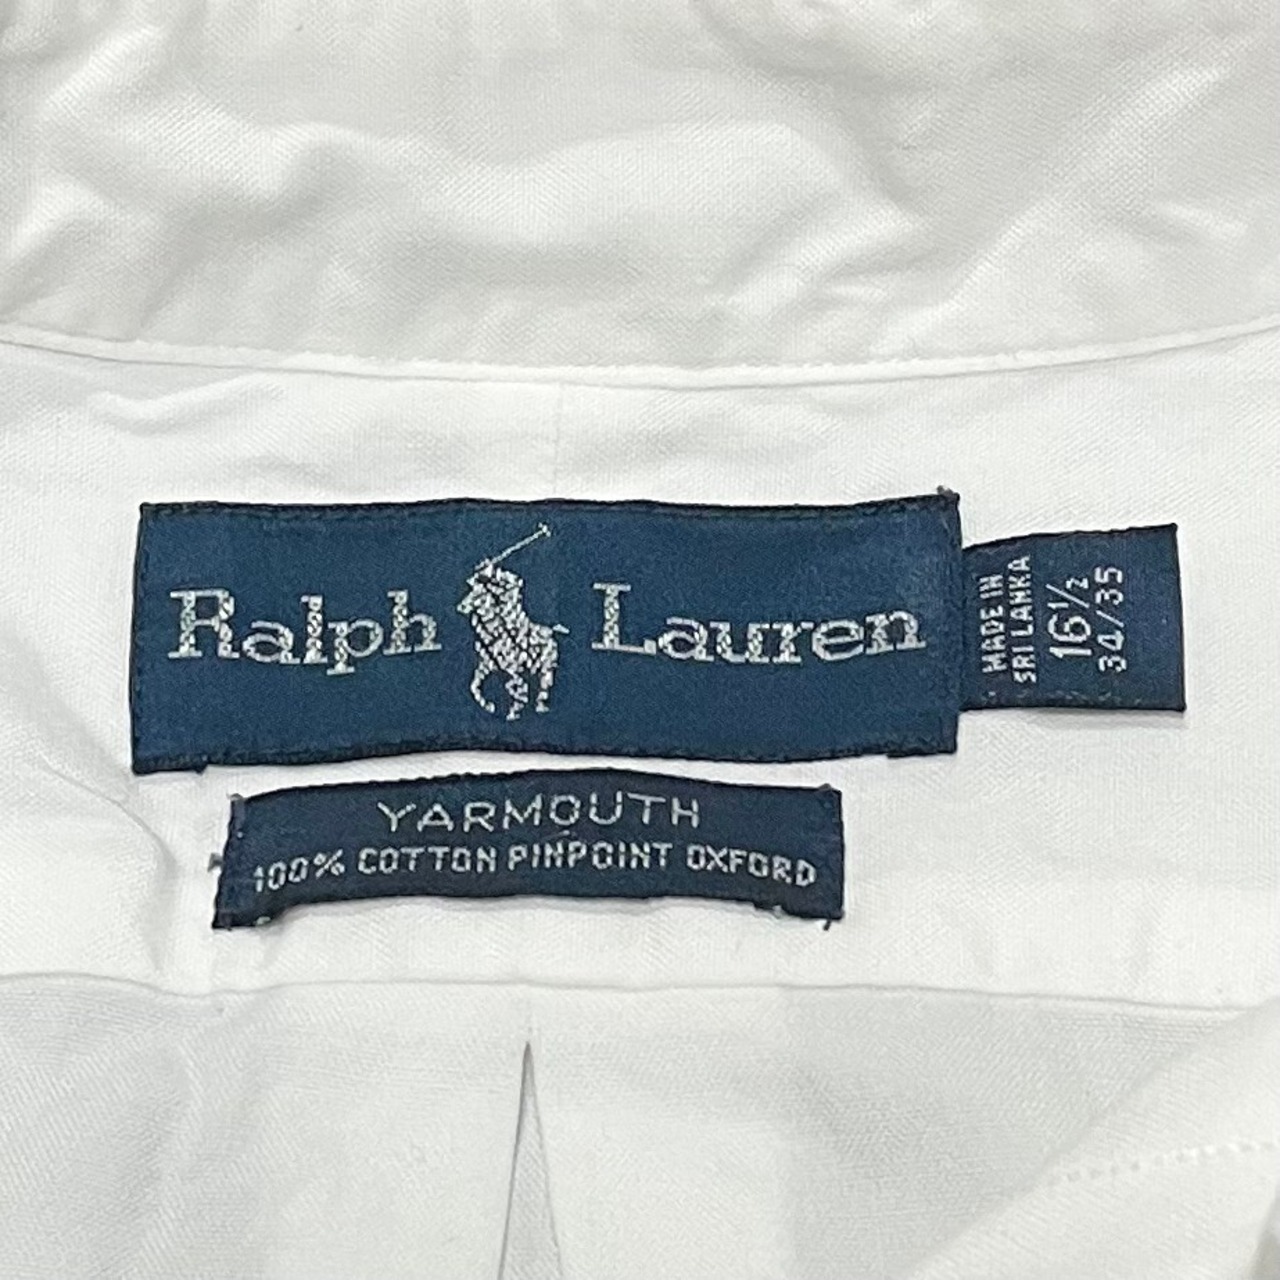 Ralph Lauren
MADE IN
SRI LANKA
16½
34/35
YARMOUTH
100% COTTON PINPOINT OXFORD